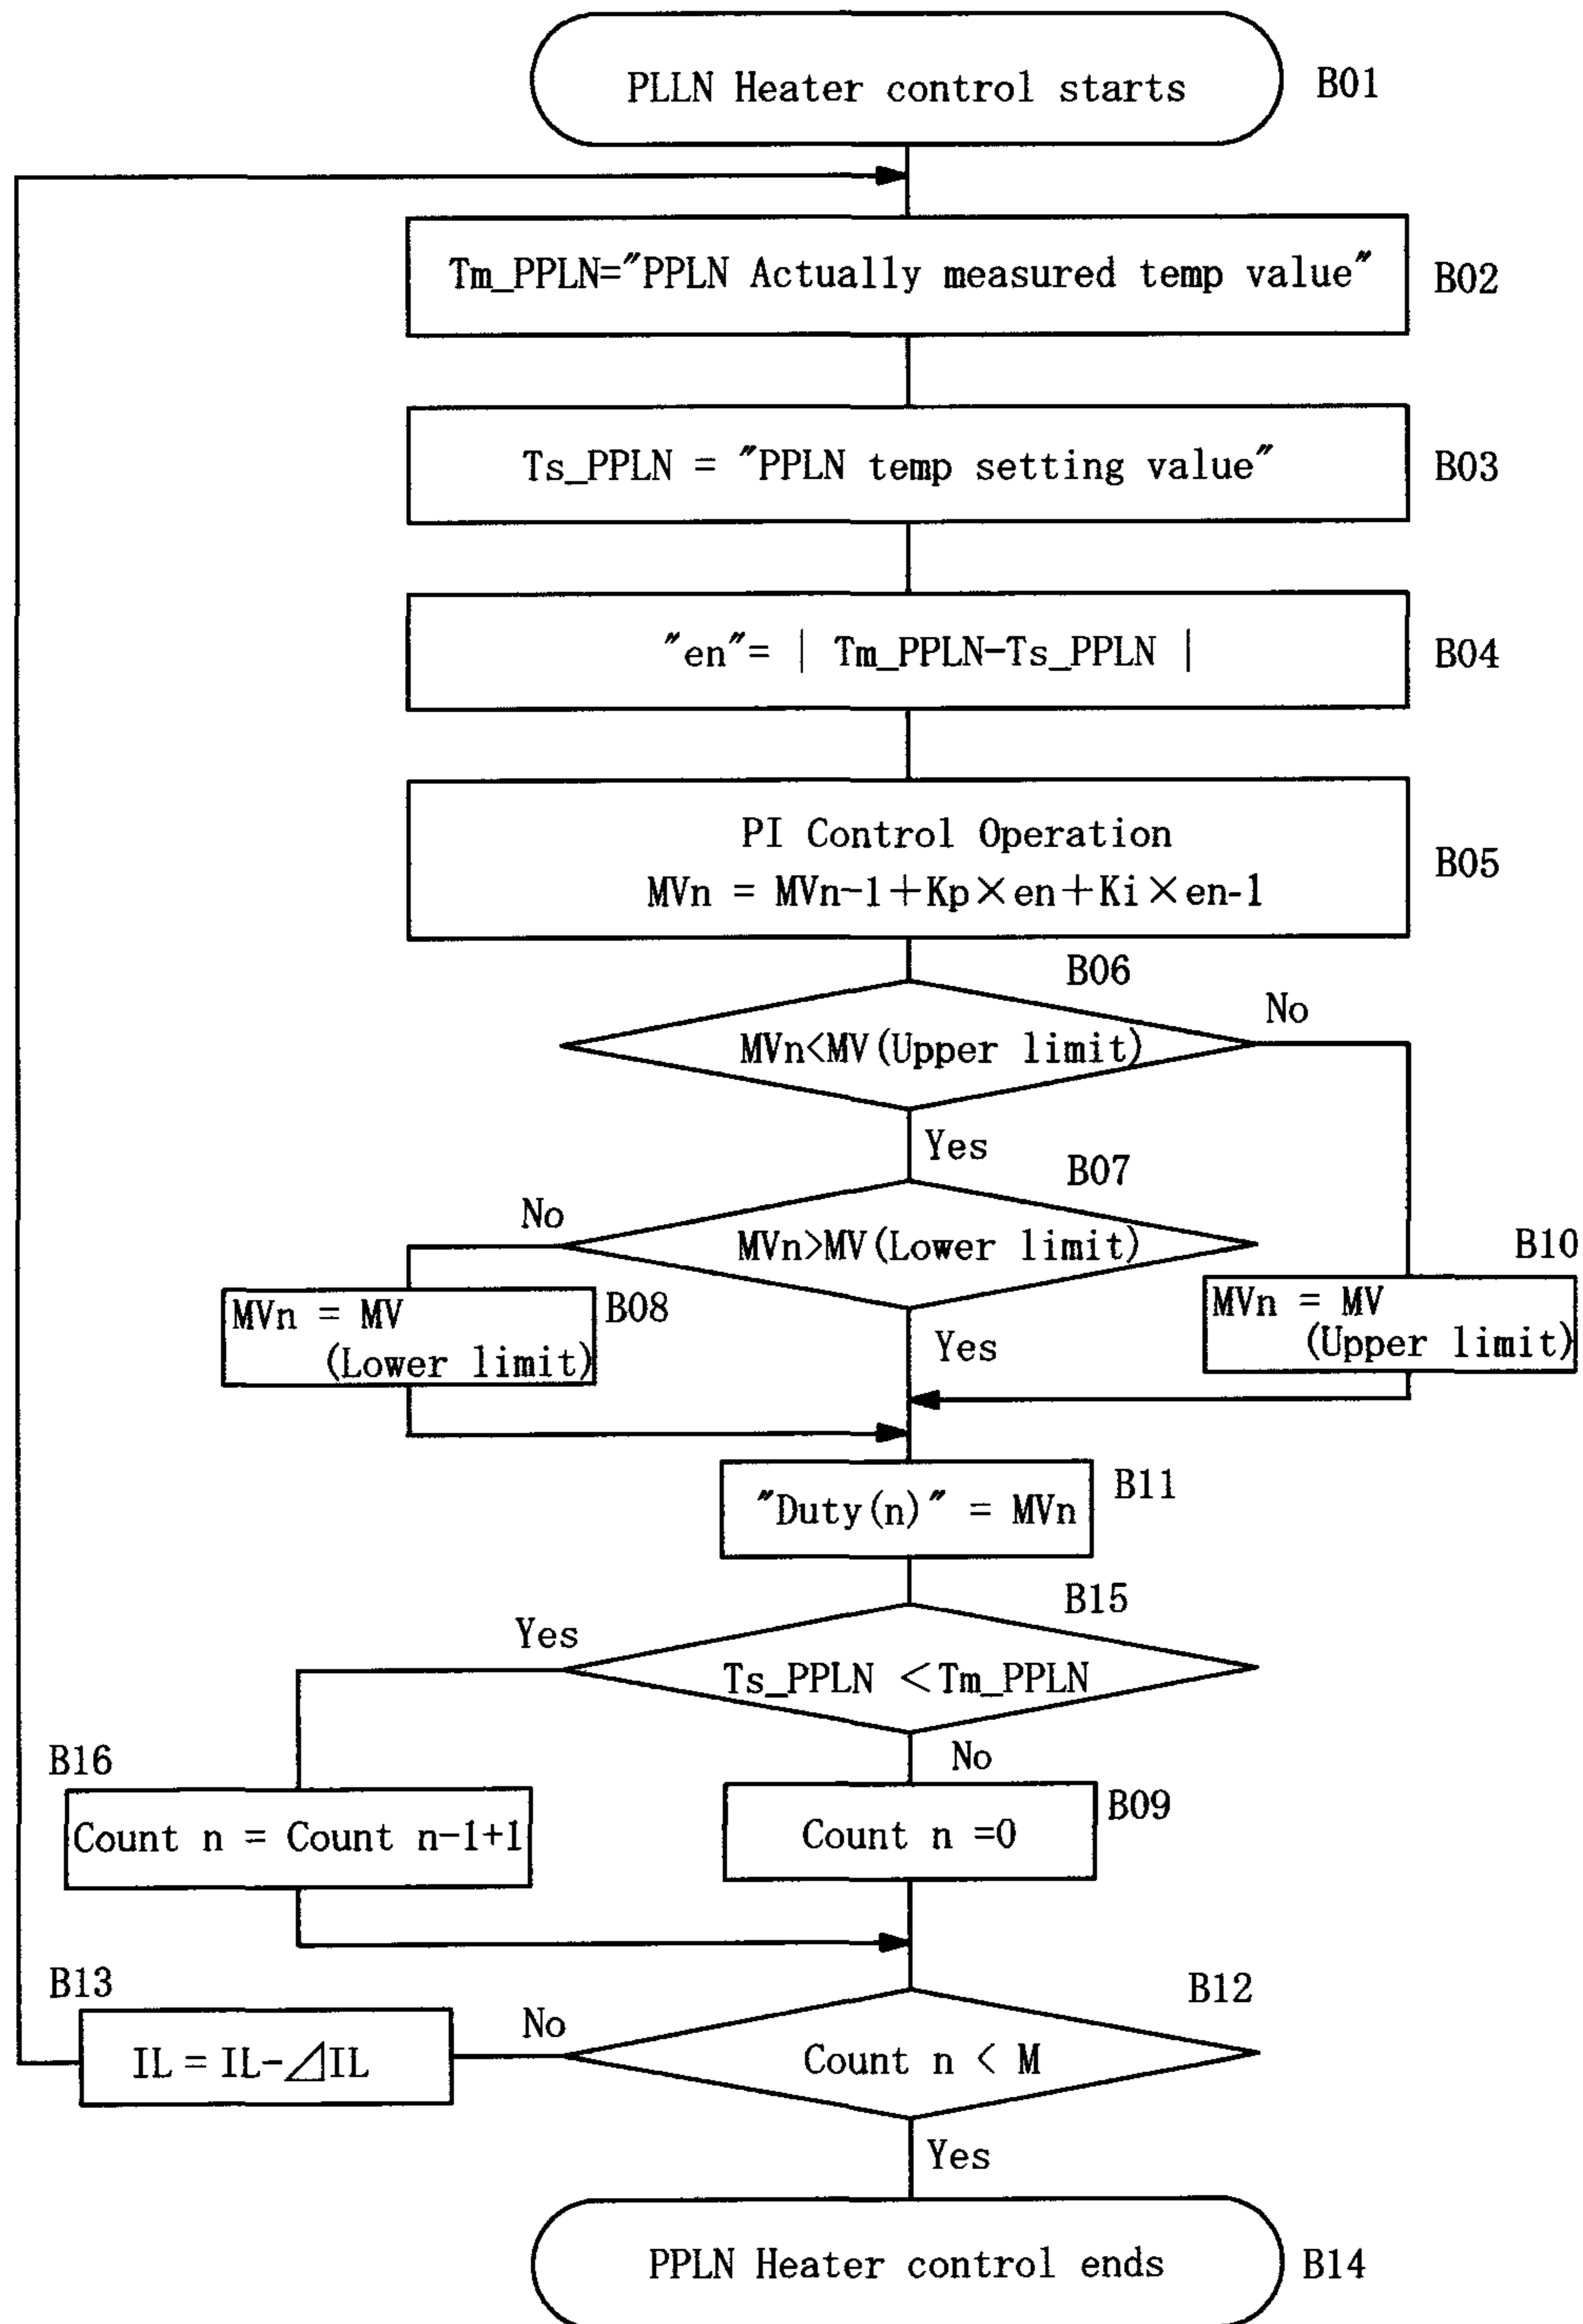 PLLN Heater control starts
B01
Tm_PPLN="PPLN Actually measured temp value"
B02
Ts_PPLN = "PPLN temp setting value"
B03
"en"= | Tm_PPLN-Ts_PPLN |
B04
PI Control Operation
MVn = MVn-1+Kp×en+Ki×en-1
B05
B06
MVn<MV(Upper limit)
No
Yes
B07
No
MVn>MV(Lower limit)
B10
MVn = MV
(Lower limit)
B08
Yes
MVn = MV
(Upper limit)
"Duty(n)" = MVn
B11
B15
Yes
Ts_PPLN <Tm_PPLN
No
B16
Count n = Count n-1+1
Count n =0
B09
B13
IL = IL-⊿IL
No
B12
Count n < M
Yes
PPLN Heater control ends
B14